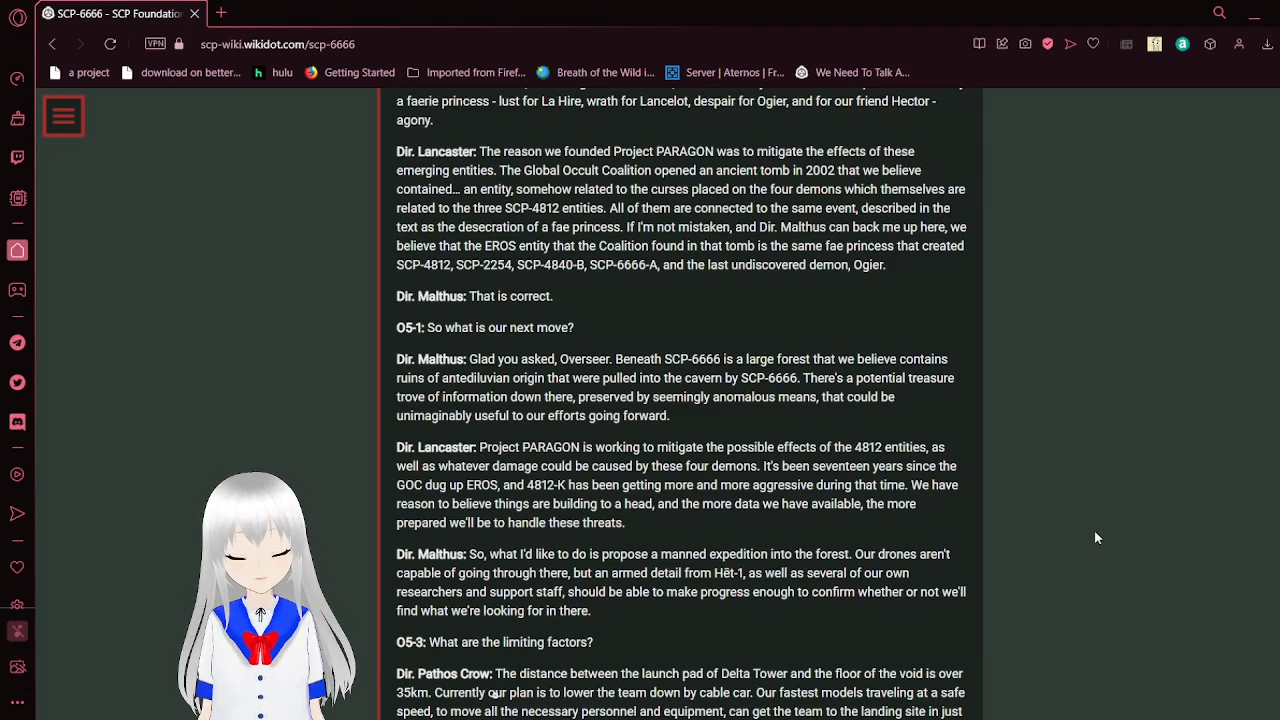 SCP-6666 - SCP Foundatio
scp-wiki.wikidot.com/scp-6666
VPN
a project
download on better...
hulu
Getting Started
Imported from Firef...
Breath of the Wild i...
Server | Aternos | Fr...
We Need To Talk A...
a faerie princess - lust for La Hire, wrath for Lancelot, despair for Ogier, and for our friend Hector -
agony.
Dir. Lancaster: The reason we founded Project PARAGON was to mitigate the effects of these
emerging entities. The Global Occult Coalition opened an ancient tomb in 2002 that we believe
contained... an entity, somehow related to the curses placed on the four demons which themselves are
related to the three SCP-4812 entities. All of them are connected to the same event, described in the
text as the desecration of a fae princess. If I'm not mistaken, and Dir. Malthus can back me up here, we
believe that the EROS entity that the Coalition found in that tomb is the same fae princess that created
SCP-4812, SCP-2254, SCP-4840-B, SCP-6666-A, and the last undiscovered demon, Ogier.
Dir. Malthus: That is correct.
O5-1: So what is our next move?
Dir. Malthus: Glad you asked, Overseer. Beneath SCP-6666 is a large forest that we believe contains
ruins of antediluvian origin that were pulled into the cavern by SCP-6666. There's a potential treasure
trove of information down there, preserved by seemingly anomalous means, that could be
unimaginably useful to our efforts going forward.
Dir. Lancaster: Project PARAGON is working to mitigate the possible effects of the 4812 entities, as
well as whatever damage could be caused by these four demons. It's been seventeen years since the
GOC dug up EROS, and 4812-K has been getting more and more aggressive during that time. We have
reason to believe things are building to a head, and the more data we have available, the more
prepared we'll be to handle these threats.
Dir. Malthus: So, what I'd like to do is propose a manned expedition into the forest. Our drones aren't
capable of going through there, but an armed detail from Hēt-1, as well as several of our own
researchers and support staff, should be able to make progress enough to confirm whether or not we'll
find what we're looking for in there.
O5-3: What are the limiting factors?
Dir. Pathos Crow: The distance between the launch pad of Delta Tower and the floor of the void is over
35km. Currently our plan is to lower the team down by cable car. Our fastest models traveling at a safe
speed, to move all the necessary personnel and equipment, can get the team to the landing site in just